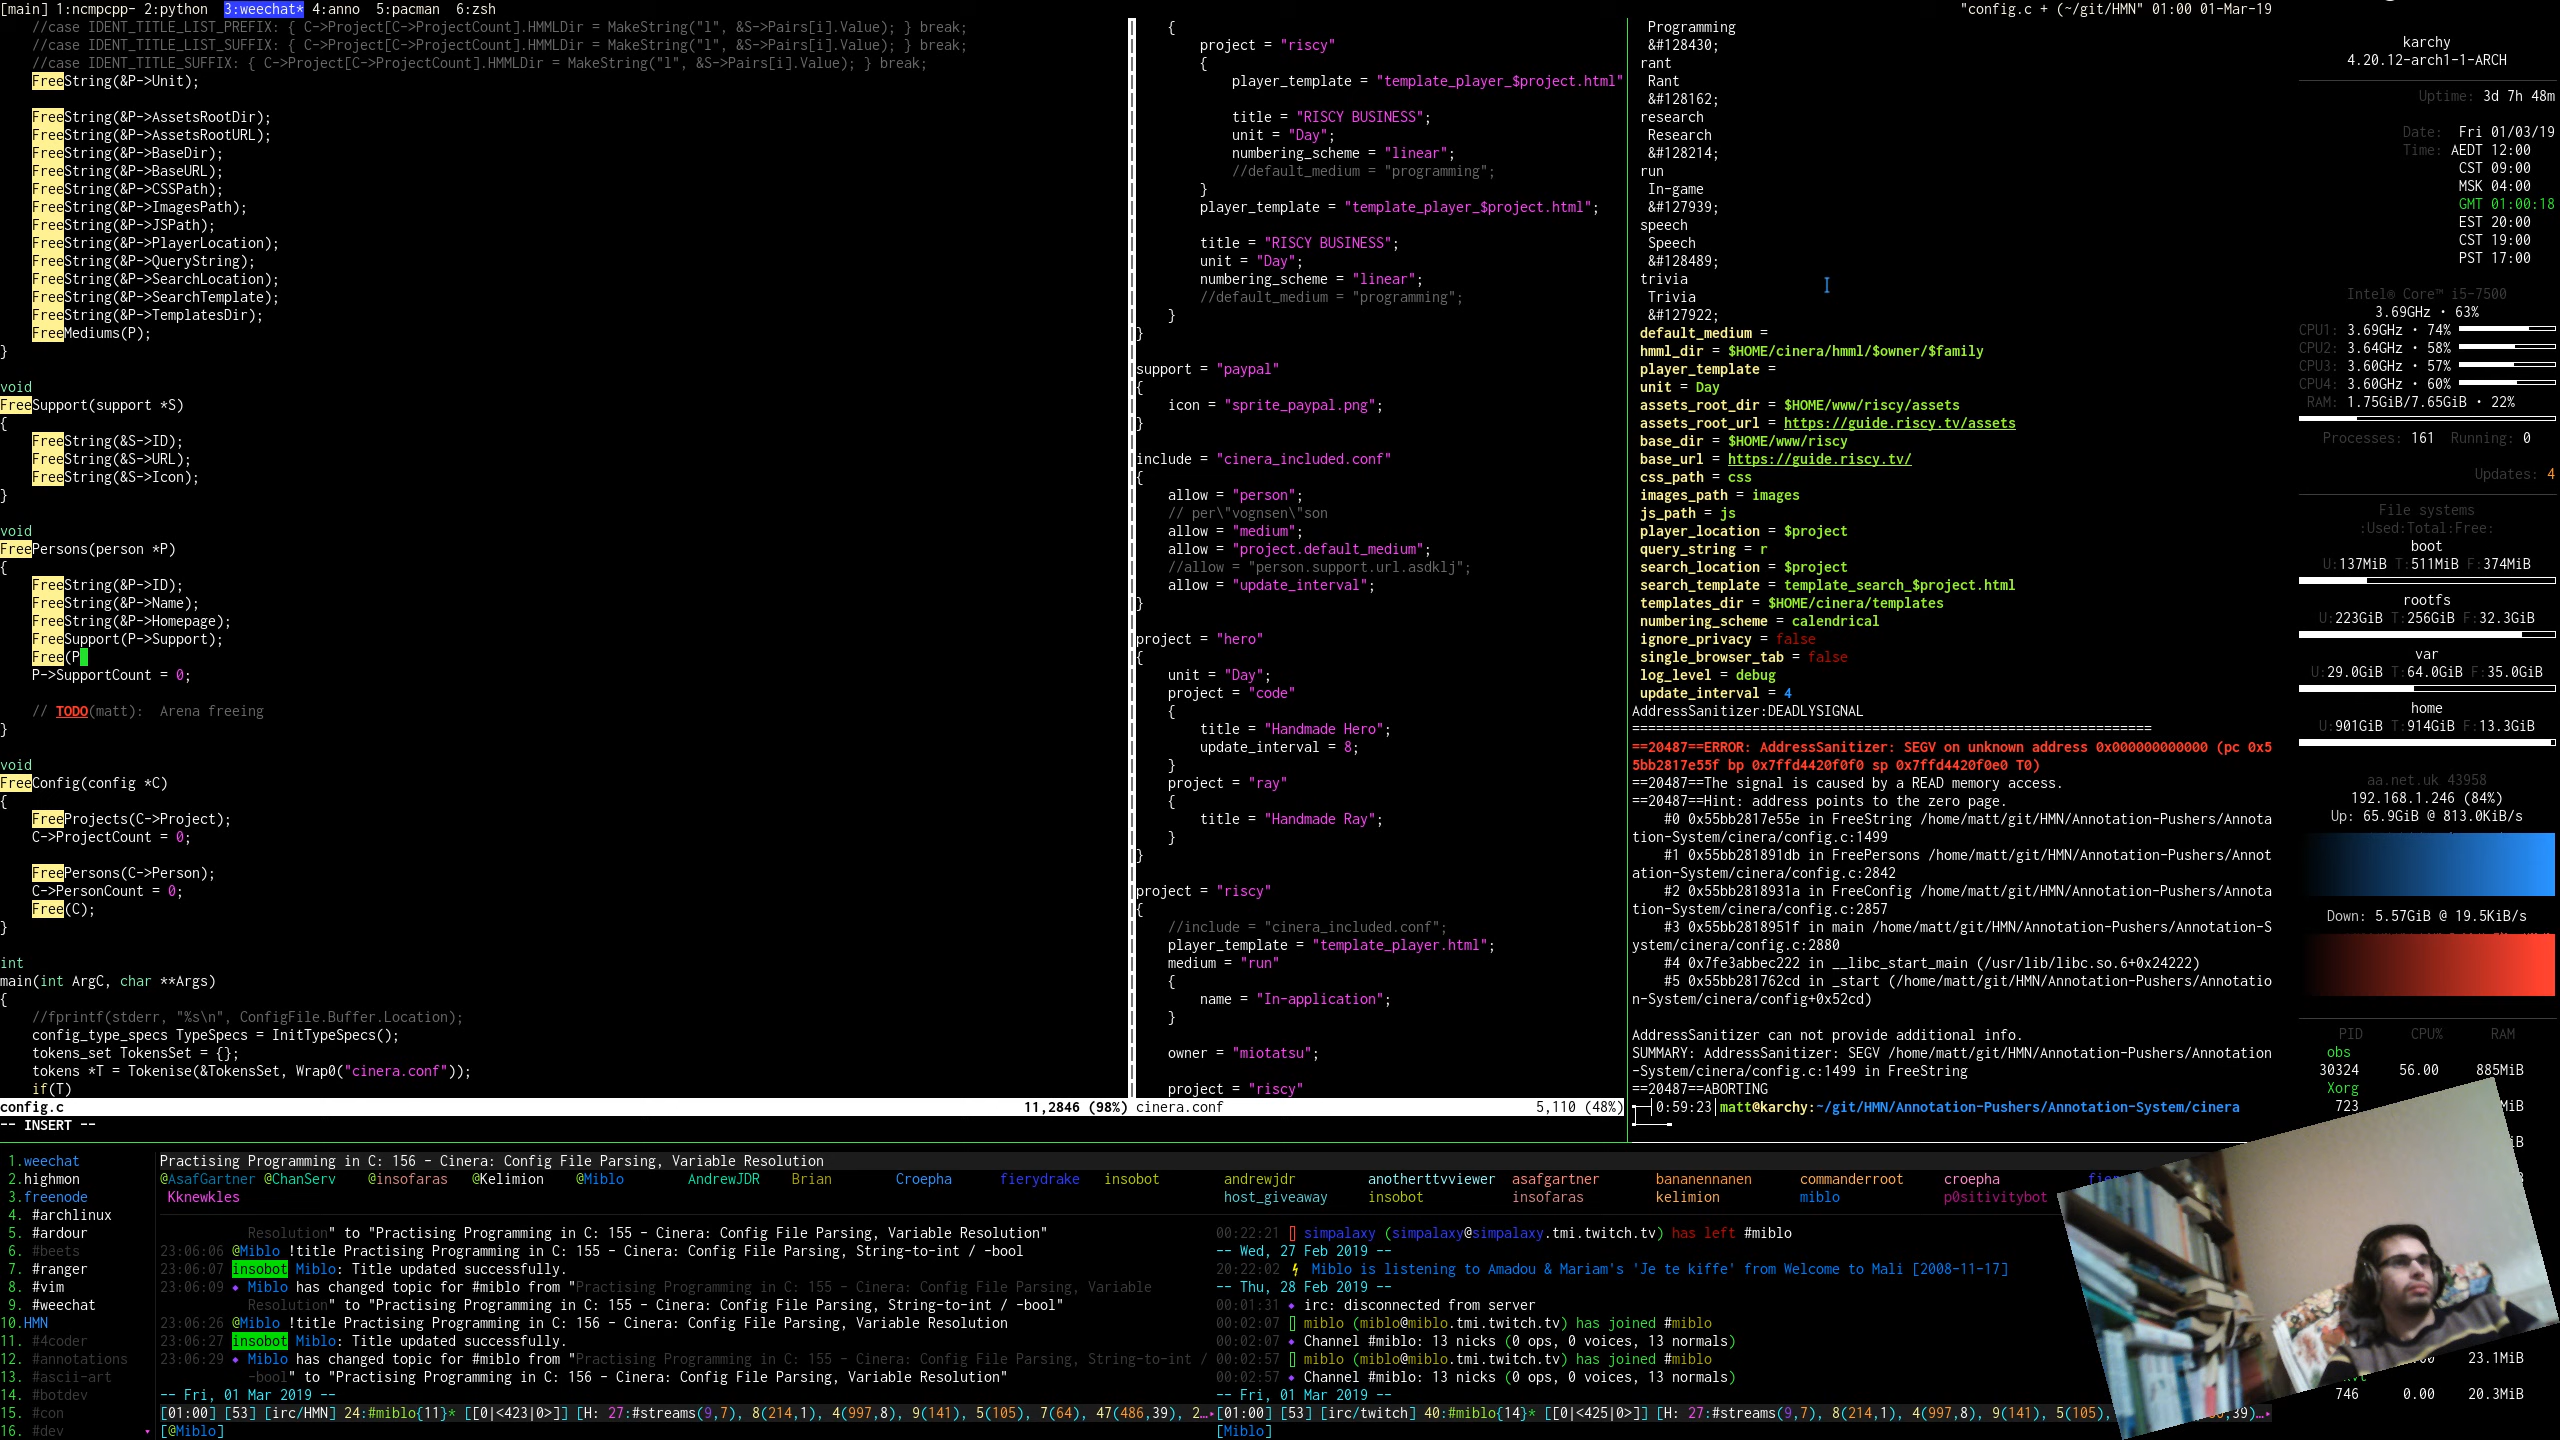 [main] 1:ncmpcpp- 2:python  3:weechat* 4:anno  5:pacman  6:zsh
"config.c + (~/git/HMN" 01:00 01-Mar-19
//case IDENT_TITLE_LIST_PREFIX: { C->Project[C->ProjectCount].HMMLDir = MakeString("l", &S->Pairs[i].Value); } break;
//case IDENT_TITLE_LIST_SUFFIX: { C->Project[C->ProjectCount].HMMLDir = MakeString("l", &S->Pairs[i].Value); } break;
//case IDENT_TITLE_SUFFIX: { C->Project[C->ProjectCount].HMMLDir = MakeString("l", &S->Pairs[i].Value); } break;
FreeString(&P->Unit);
FreeString(&P->AssetsRootDir);
FreeString(&P->AssetsRootURL);
FreeString(&P->BaseDir);
FreeString(&P->BaseURL);
FreeString(&P->CSSPath);
FreeString(&P->ImagesPath);
FreeString(&P->JSPath);
FreeString(&P->PlayerLocation);
FreeString(&P->QueryString);
FreeString(&P->SearchLocation);
FreeString(&P->SearchTemplate);
FreeString(&P->TemplatesDir);
FreeMediums(P);
}
void
FreeSupport(support *S)
{
FreeString(&S->ID);
FreeString(&S->URL);
FreeString(&S->Icon);
}
void
FreePersons(person *P)
{
FreeString(&P->ID);
FreeString(&P->Name);
FreeString(&P->Homepage);
FreeSupport(P->Support);
Free(P
P->SupportCount = 0;
// TODO(matt):  Arena freeing
}
void
FreeConfig(config *C)
{
FreeProjects(C->Project);
C->ProjectCount = 0;
FreePersons(C->Person);
C->PersonCount = 0;
Free(C);
}
int
main(int ArgC, char **Args)
{
//fprintf(stderr, "%s\n", ConfigFile.Buffer.Location);
config_type_specs TypeSpecs = InitTypeSpecs();
tokens_set TokensSet = {};
tokens *T = Tokenise(&TokensSet, Wrap0("cinera.conf"));
if(T)
config.c 11,2846 (98%)
-- INSERT --
{
project = "riscy"
{
player_template = "template_player_$project.html"
title = "RISCY BUSINESS";
unit = "Day";
numbering_scheme = "linear";
//default_medium = "programming";
}
player_template = "template_player_$project.html";
title = "RISCY BUSINESS";
unit = "Day";
numbering_scheme = "linear";
//default_medium = "programming";
}
}
support = "paypal"
{
icon = "sprite_paypal.png";
}
include = "cinera_included.conf"
{
allow = "person";
// per\"vognsen\"son
allow = "medium";
allow = "project.default_medium";
//allow = "person.support.url.asdklj";
allow = "update_interval";
}
project = "hero"
{
unit = "Day";
project = "code"
{
title = "Handmade Hero";
update_interval = 8;
}
project = "ray"
{
title = "Handmade Ray";
}
}
project = "riscy"
{
//include = "cinera_included.conf";
player_template = "template_player.html";
medium = "run"
{
name = "In-application";
}
owner = "miotatsu";
project = "riscy"
cinera.conf 5,110 (48%)
Programming
&#128430;
rant
Rant
&#128162;
research
Research
&#128214;
run
In-game
&#127939;
speech
Speech
&#128489;
trivia
Trivia
&#127922;
default_medium =
hmml_dir = $HOME/cinera/hmml/$owner/$family
player_template =
unit = Day
assets_root_dir = $HOME/www/riscy/assets
assets_root_url = https://guide.riscy.tv/assets
base_dir = $HOME/www/riscy
base_url = https://guide.riscy.tv/
css_path = css
images_path = images
js_path = js
player_location = $project
query_string = r
search_location = $project
search_template = template_search_$project.html
templates_dir = $HOME/cinera/templates
numbering_scheme = calendrical
ignore_privacy = false
single_browser_tab = false
log_level = debug
update_interval = 4
AddressSanitizer:DEADLYSIGNAL
=================================================================
==20487==ERROR: AddressSanitizer: SEGV on unknown address 0x000000000000 (pc 0x5
5bb2817e55f bp 0x7ffd4420f0f0 sp 0x7ffd4420f0e0 T0)
==20487==The signal is caused by a READ memory access.
==20487==Hint: address points to the zero page.
#0 0x55bb2817e55e in FreeString /home/matt/git/HMN/Annotation-Pushers/Annota
tion-System/cinera/config.c:1499
#1 0x55bb281891db in FreePersons /home/matt/git/HMN/Annotation-Pushers/Annot
ation-System/cinera/config.c:2842
#2 0x55bb2818931a in FreeConfig /home/matt/git/HMN/Annotation-Pushers/Annota
tion-System/cinera/config.c:2857
#3 0x55bb2818951f in main /home/matt/git/HMN/Annotation-Pushers/Annotation-S
ystem/cinera/config.c:2880
#4 0x7fe3abbec222 in __libc_start_main (/usr/lib/libc.so.6+0x24222)
#5 0x55bb281762cd in _start (/home/matt/git/HMN/Annotation-Pushers/Annotatio
n-System/cinera/config+0x52cd)
AddressSanitizer can not provide additional info.
SUMMARY: AddressSanitizer: SEGV /home/matt/git/HMN/Annotation-Pushers/Annotation
-System/cinera/config.c:1499 in FreeString
==20487==ABORTING
0:59:23 matt@karchy:~/git/HMN/Annotation-Pushers/Annotation-System/cinera
karchy
4.20.12-arch1-1-ARCH
Uptime: 3d 7h 48m
Date: Fri 01/03/19
Time: AEDT 12:00
CST 09:00
MSK 04:00
GMT 01:00:18
EST 20:00
CST 19:00
PST 17:00
Intel® Core™ i5-7500
3.69GHz • 63%
CPU1: 3.69GHz • 74%
CPU2: 3.64GHz • 58%
CPU3: 3.60GHz • 57%
CPU4: 3.60GHz • 60%
RAM: 1.75GiB/7.65GiB • 22%
Processes: 161  Running: 0
Updates: 4
File systems
:Used:Total:Free:
boot
U:137MiB T:511MiB F:374MiB
rootfs
U:223GiB T:256GiB F:32.3GiB
var
U:29.0GiB T:64.0GiB F:35.0GiB
home
U:901GiB T:914GiB F:13.3GiB
aa.net.uk 43958
192.168.1.246 (84%)
Up: 65.9GiB @ 813.0KiB/s
Down: 5.57GiB @ 19.5KiB/s
PID CPU% RAM
obs
30324 56.00 885MiB
Xorg
723
23.1MiB
746 0.00 20.3MiB
1.weechat
2.highmon
3.freenode
4. #archlinux
5. #ardour
6. #beets
7. #ranger
8. #vim
9. #weechat
10.HMN
11. #4coder
12. #annotations
13. #ascii-art
14. #botdev
15. #con
16. #dev
Practising Programming in C: 156 - Cinera: Config File Parsing, Variable Resolution
@AsafGartner @ChanServ @insofaras @Kelimion @Miblo AndrewJDR Brian Croepha fierydrake insobot
Kknewkles
Resolution" to "Practising Programming in C: 155 - Cinera: Config File Parsing, Variable Resolution"
23:06:06 @Miblo !title Practising Programming in C: 155 - Cinera: Config File Parsing, String-to-int / -bool
23:06:07 insobot Miblo: Title updated successfully.
23:06:09 ◆ Miblo has changed topic for #miblo from "Practising Programming in C: 155 - Cinera: Config File Parsing, Variable
Resolution" to "Practising Programming in C: 155 - Cinera: Config File Parsing, String-to-int / -bool"
23:06:26 @Miblo !title Practising Programming in C: 156 - Cinera: Config File Parsing, Variable Resolution
23:06:27 insobot Miblo: Title updated successfully.
23:06:29 ◆ Miblo has changed topic for #miblo from "Practising Programming in C: 155 - Cinera: Config File Parsing, String-to-int /
-bool" to "Practising Programming in C: 156 - Cinera: Config File Parsing, Variable Resolution"
-- Fri, 01 Mar 2019 --
[01:00] [53] [irc/HMN] 24:#miblo{11}* [[0|<423|0>]] [H: 27:#streams(9,7), 8(214,1), 4(997,8), 9(141), 5(105), 7(64), 47(486,39), 2…
[@Miblo]
andrewjdr anotherttvviewer asafgartner bananennanen commanderroot croepha
host_giveaway insobot insofaras kelimion miblo p0sitivitybot
00:22:21 simpalaxy (simpalaxy@simpalaxy.tmi.twitch.tv) has left #miblo
-- Wed, 27 Feb 2019 --
20:22:02 Miblo is listening to Amadou & Mariam's 'Je te kiffe' from Welcome to Mali [2008-11-17]
-- Thu, 28 Feb 2019 --
00:01:31 ◆ irc: disconnected from server
00:02:07 miblo (miblo@miblo.tmi.twitch.tv) has joined #miblo
00:02:07 ◆ Channel #miblo: 13 nicks (0 ops, 0 voices, 13 normals)
00:02:57 miblo (miblo@miblo.tmi.twitch.tv) has joined #miblo
00:02:57 ◆ Channel #miblo: 13 nicks (0 ops, 0 voices, 13 normals)
-- Fri, 01 Mar 2019 --
[01:00] [53] [irc/twitch] 40:#miblo{14}* [[0|<425|0>]] [H: 27:#streams(9,7), 8(214,1), 4(997,8), 9(141), 5(105),
[Miblo]